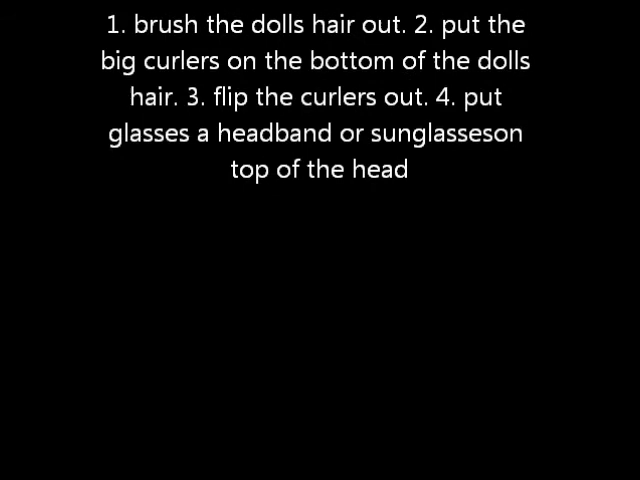 1. brush the dolls hair out. 2. put the
big curlers on the bottom of the dolls
hair. 3. flip the curlers out. 4. put
glasses a headband or sunglasseson
top of the head